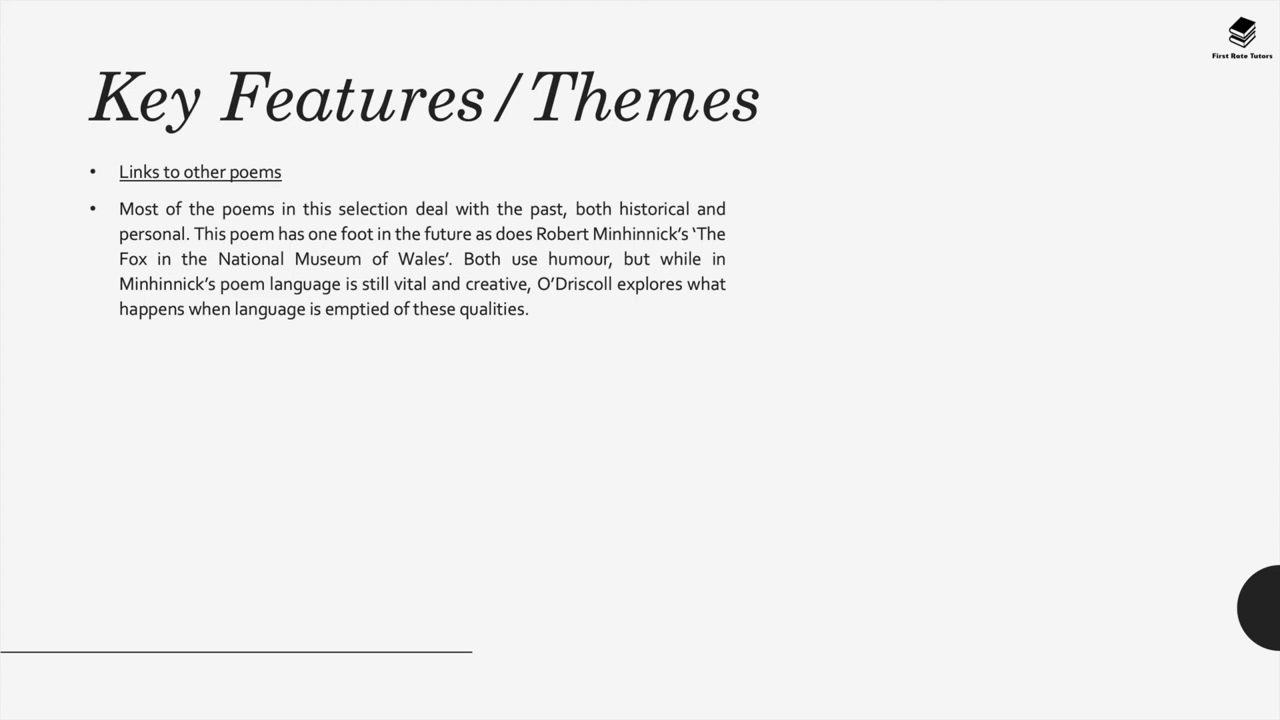 First Rate Tutors
Key Features/Themes
• Links to other poems
• Most of the poems in this selection deal with the past, both historical and
personal. This poem has one foot in the future as does Robert Minhinnick’s ‘The
Fox in the National Museum of Wales’. Both use humour, but while in
Minhinnick’s poem language is still vital and creative, O’Driscoll explores what
happens when language is emptied of these qualities.